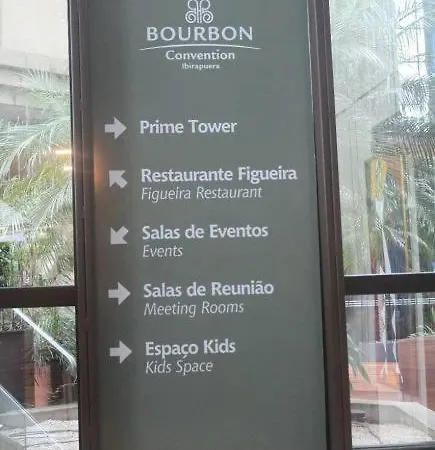 BOURBON
Convention
Ibirapuera
Prime Tower
Restaurante Figueira
Figueira Restaurant
Salas de Eventos
Events
Salas de Reunião
Meeting Rooms
Espaço Kids
Kids Space